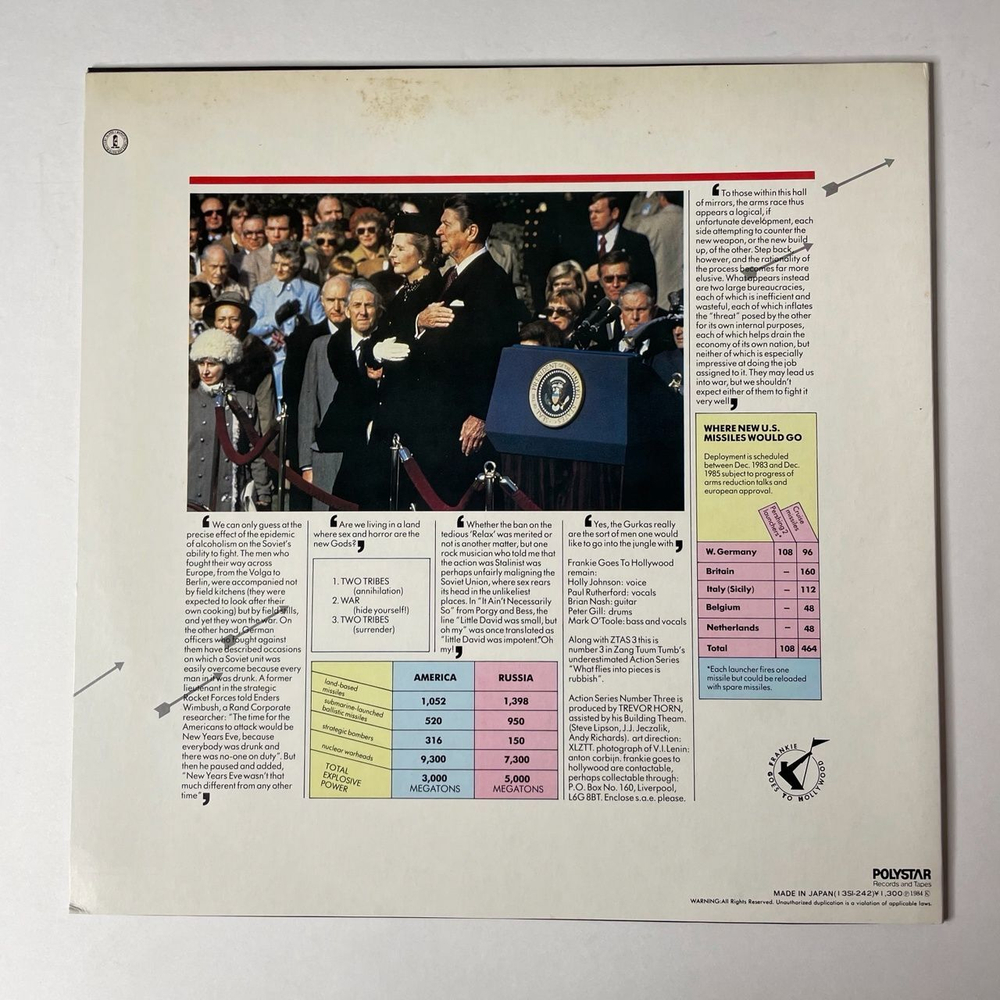 PRESIDENT OF THE UNITED
❛ To those within this hall
of mirrors, the arms race thus
appears a logical, if
unfortunate development, each
side attempting to counter the
new weapon, or the new build
up, of the other. Step back,
however, and the rationality of
the process becomes far more
elusive. What appears instead
are two large bureaucracies,
each of which is inefficient and
wasteful, each of which inflates
the "threat" posed by the other
for its own internal purposes,
each of which helps drain the
economy of its own nation, but
neither of which is especially
impressive at doing the job
assigned to it. They may lead us
into war, but we shouldn't
expect either of them to fight it
very well ❜
WHERE NEW U.S.
MISSILES WOULD GO
Deployment is scheduled
between Dec. 1983 and Dec.
1985 subject to progress of
arms reduction talks and
european approval.
Pershing 2 launchers* Cruise missiles
W. Germany 108 96
Britain – 160
Italy (Sicily) – 112
Belgium – 48
Netherlands – 48
Total 108 464
*Each launcher fires one
missile but could be reloaded
with spare missiles.
❛ We can only guess at the
precise effect of the epidemic
of alcoholism on the Soviet's
ability to fight. The men who
fought their way across
Europe, from the Volga to
Berlin, were accompanied not
by field kitchens (they were
expected to look after their
own cooking) but by field stills,
and yet they won the war. On
the other hand, German
officers who fought against
them have described occasions
on which a Soviet unit was
easily overcome because every
man in it was drunk. A former
lieutenant in the strategic
Rocket Forces told Enders
Wimbush, a Rand Corporate
researcher: "The time for the
Americans to attack would be
New Years Eve, because
everybody was drunk and
there was no-one on duty". But
then he paused and added,
"New Years Eve wasn't that
much different from any other
time" ❜
❛ Are we living in a land
where sex and horror are the
new Gods? ❜
1. TWO TRIBES
(annihilation)
2. WAR
(hide yourself!)
3. TWO TRIBES
(surrender)
❛ Whether the ban on the
tedious 'Relax' was merited or
not is another matter, but one
rock musician who told me that
the action was Stalinist was
perhaps unfairly maligning the
Soviet Union, where sex rears
its head in the unlikeliest
places. In "It Ain't Necessarily
So" from Porgy and Bess, the
line "Little David was small, but
oh my" was once translated as
"little David was impotent." Oh
my! ❜
❛ Yes, the Gurkas really
are the sort of men one would
like to go into the jungle with ❜
Frankie Goes To Hollywood
remain:
Holly Johnson: voice
Paul Rutherford: vocals
Brian Nash: guitar
Peter Gill: drums
Mark O'Toole: bass and vocals
Along with ZTAS 3 this is
number 3 in Zang Tuum Tumb's
underestimated Action Series
"What flies into pieces is
rubbish".
Action Series Number Three is
produced by TREVOR HORN,
assisted by his Building Theam.
(Steve Lipson, J.J. Jeczalik,
Andy Richards). art direction:
XLZTT. photograph of V.I. Lenin:
anton corbijn. frankie goes to
hollywood are contactable,
perhaps collectable through:
P.O. Box No. 160, Liverpool,
L6G 8BT. Enclose s.a.e. please.
AMERICA RUSSIA
land-based missiles 1,052 1,398
submarine-launched ballistic missiles 520 950
strategic bombers 316 150
nuclear warheads 9,300 7,300
TOTAL EXPLOSIVE POWER 3,000 MEGATONS 5,000 MEGATONS
FRANKIE GOES TO HOLLYWOOD
POLYSTAR
Records and Tapes
MADE IN JAPAN (13SI-242) ¥1,300 ℗1984 Ⓚ
WARNING: All Rights Reserved. Unauthorized duplication is a violation of applicable laws.